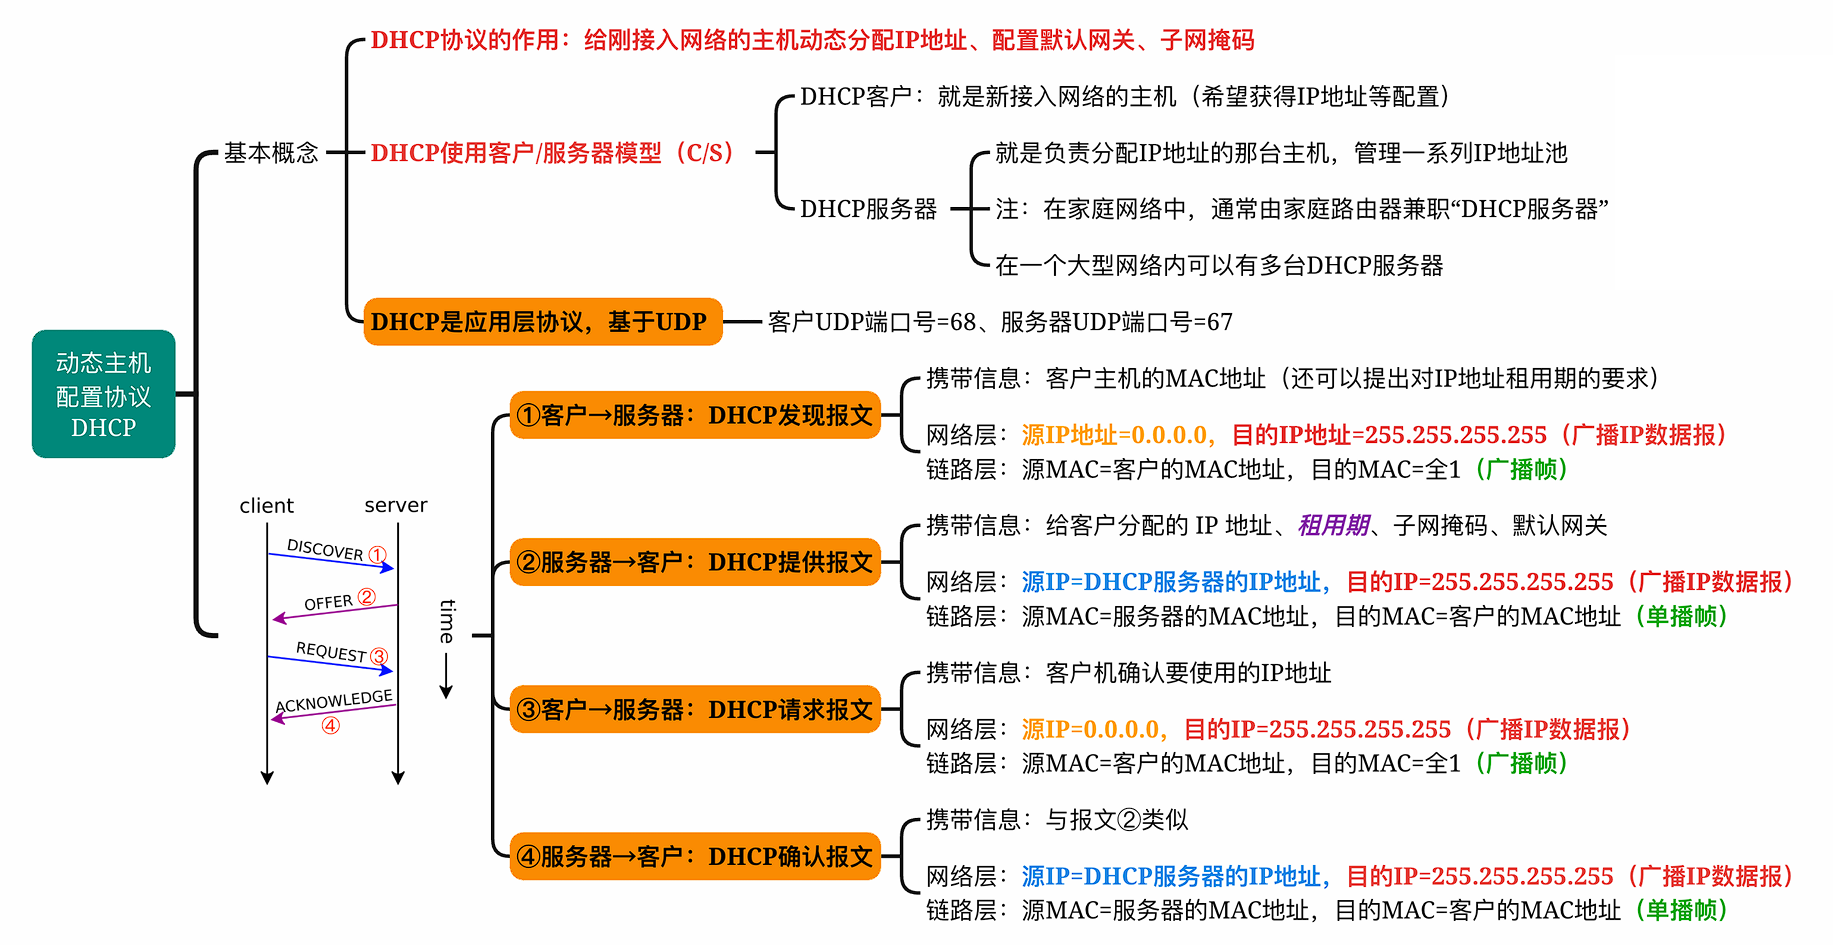 DHCP协议的作用：给刚接入网络的主机动态分配IP地址、配置默认网关、子网掩码
DHCP客户：就是新接入网络的主机（希望获得IP地址等配置）
基本概念
DHCP使用客户/服务器模型（C/S）
就是负责分配IP地址的那台主机，管理一系列IP地址池
DHCP服务器
注：在家庭网络中，通常由家庭路由器兼职“DHCP服务器”
在一个大型网络内可以有多台DHCP服务器
DHCP是应用层协议，基于UDP
客户UDP端口号=68、服务器UDP端口号=67
动态主机
配置协议
DHCP
client
server
DISCOVER ①
OFFER ②
REQUEST ③
ACKNOWLEDGE
④
time
①客户→服务器：DHCP发现报文
携带信息：客户主机的MAC地址（还可以提出对IP地址租用期的要求）
网络层：源IP地址=0.0.0.0，目的IP地址=255.255.255.255（广播IP数据报）
链路层：源MAC=客户的MAC地址，目的MAC=全1（广播帧）
②服务器→客户：DHCP提供报文
携带信息：给客户分配的 IP 地址、租用期、子网掩码、默认网关
网络层：源IP=DHCP服务器的IP地址，目的IP=255.255.255.255（广播IP数据报）
链路层：源MAC=服务器的MAC地址，目的MAC=客户的MAC地址（单播帧）
③客户→服务器：DHCP请求报文
携带信息：客户机确认要使用的IP地址
网络层：源IP=0.0.0.0，目的IP=255.255.255.255（广播IP数据报）
链路层：源MAC=客户的MAC地址，目的MAC=全1（广播帧）
④服务器→客户：DHCP确认报文
携带信息：与报文②类似
网络层：源IP=DHCP服务器的IP地址，目的IP=255.255.255.255（广播IP数据报）
链路层：源MAC=服务器的MAC地址，目的MAC=客户的MAC地址（单播帧）